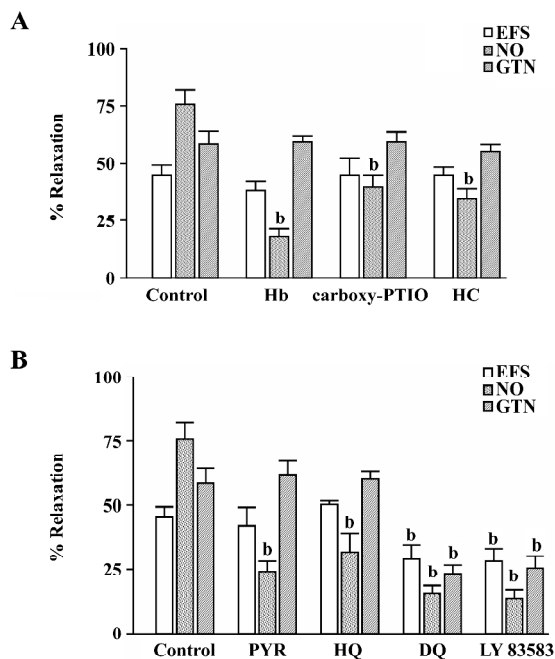 A
EFS
NO
GTN
100
75
50
25
0
% Relaxation
b
b
b
Control Hb carboxy-PTIO HC
B
EFS
NO
GTN
100
75
50
25
0
% Relaxation
b
b
b b b
b b b
Control PYR HQ DQ LY 83583